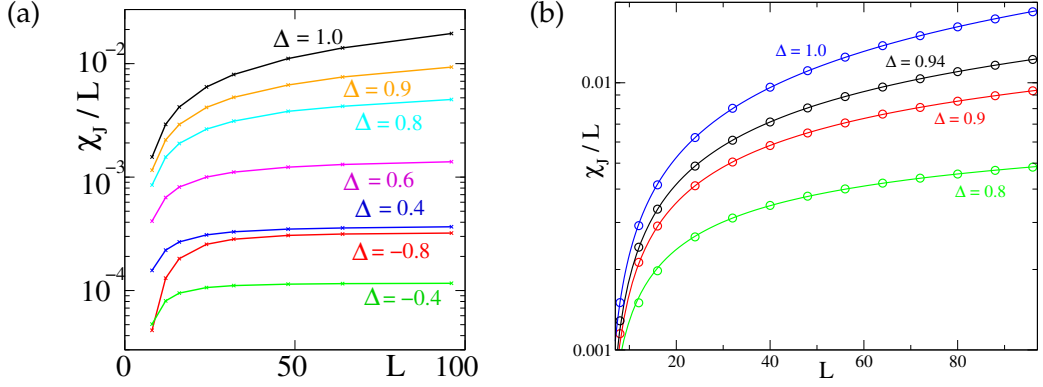 (a)
10⁻²
10⁻³
10⁻⁴
χ_J / L
Δ = 1.0
Δ = 0.9
Δ = 0.8
Δ = 0.6
Δ = 0.4
Δ = −0.8
Δ = −0.4
0 50 L 100
(b)
0.01
0.001
χ_J / L
Δ = 1.0
Δ = 0.94
Δ = 0.9
Δ = 0.8
20 40 L 60 80